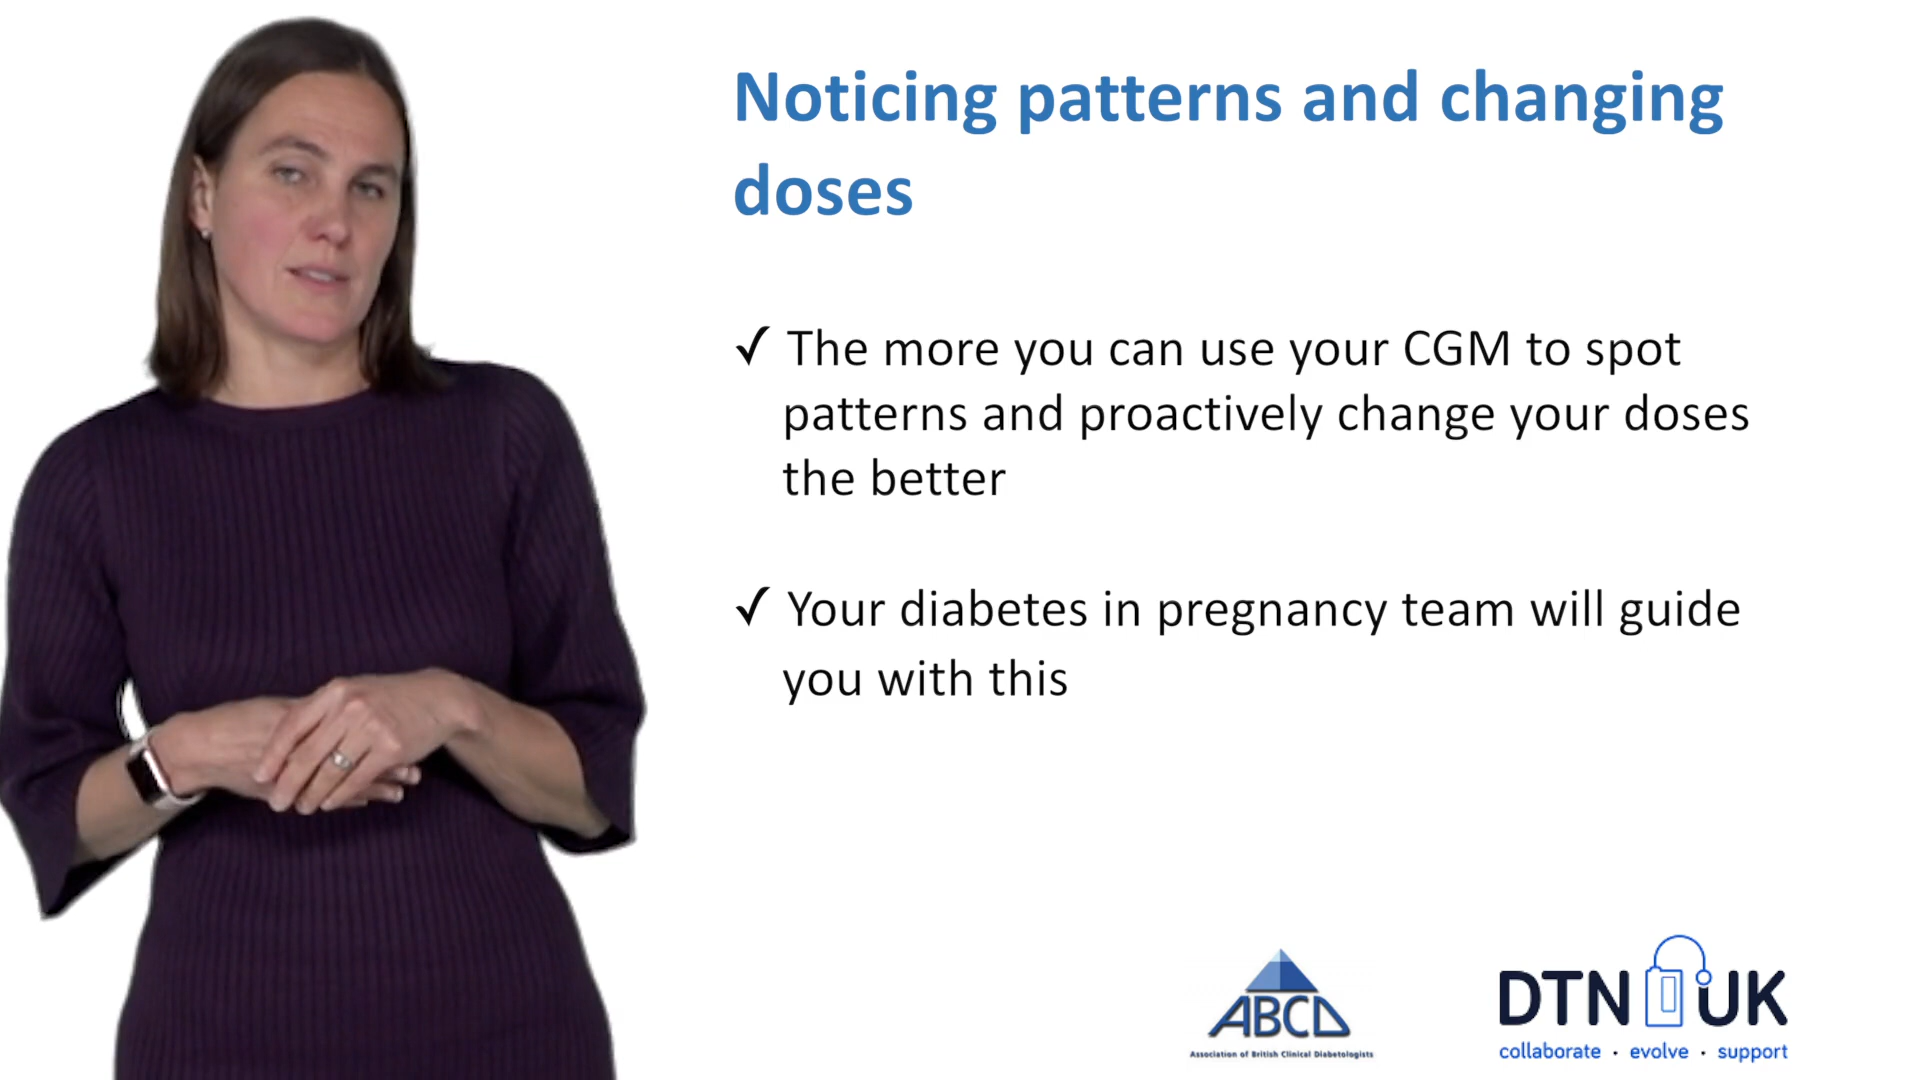 Noticing patterns and changing
doses
✓ The more you can use your CGM to spot
patterns and proactively change your doses
the better
✓ Your diabetes in pregnancy team will guide
you with this
ABCD
Association of British Clinical Diabetologists
DTN UK
collaborate · evolve · support